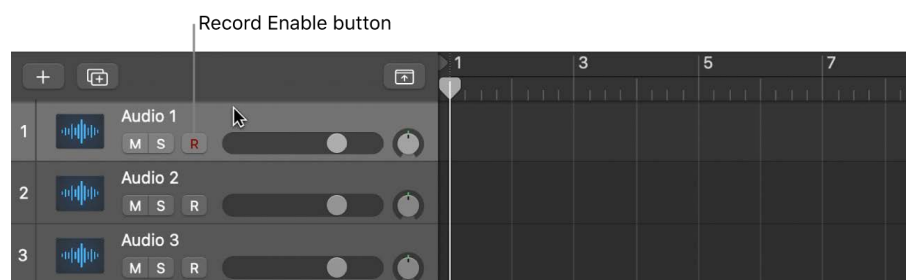 Record Enable button
1 3 5 7
1 Audio 1
M S R
2 Audio 2
M S R
3 Audio 3
M S R